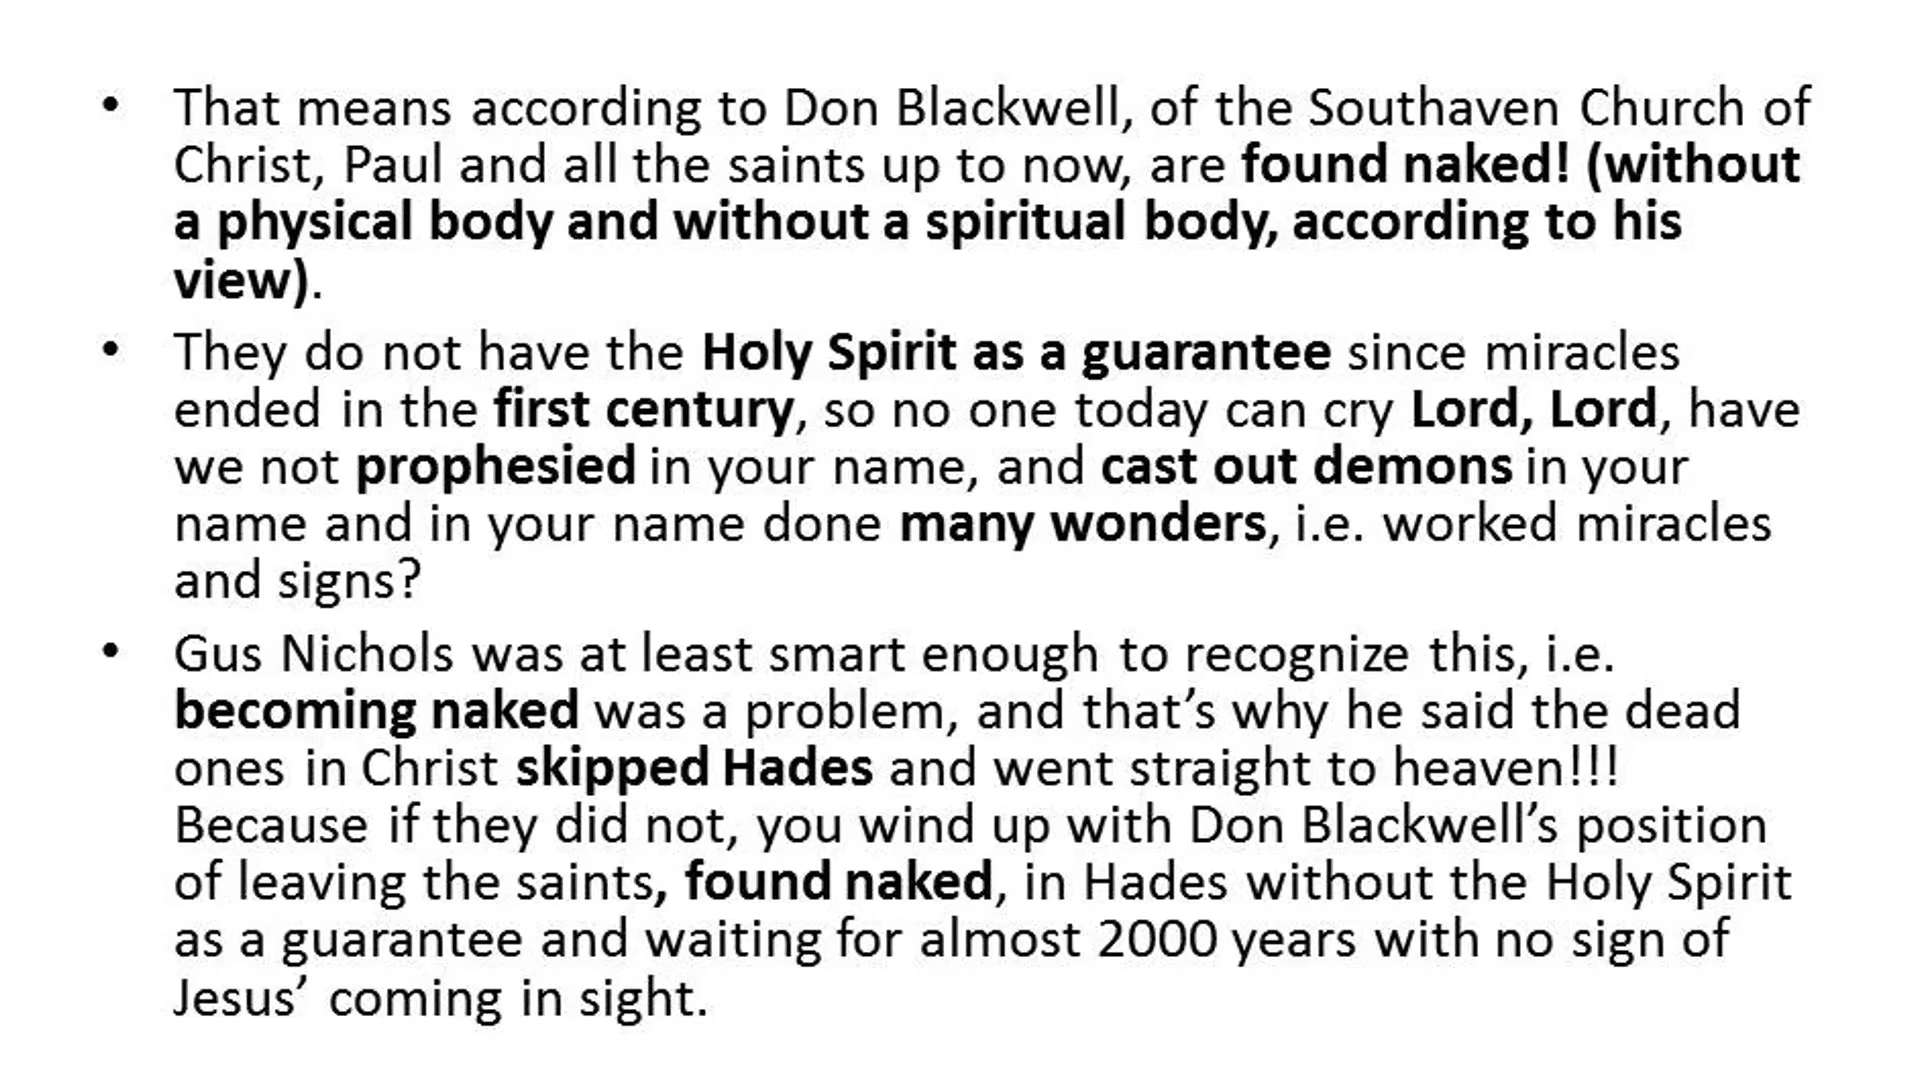 • That means according to Don Blackwell, of the Southaven Church of
Christ, Paul and all the saints up to now, are found naked! (without
a physical body and without a spiritual body, according to his
view).
• They do not have the Holy Spirit as a guarantee since miracles
ended in the first century, so no one today can cry Lord, Lord, have
we not prophesied in your name, and cast out demons in your
name and in your name done many wonders, i.e. worked miracles
and signs?
• Gus Nichols was at least smart enough to recognize this, i.e.
becoming naked was a problem, and that’s why he said the dead
ones in Christ skipped Hades and went straight to heaven!!!
Because if they did not, you wind up with Don Blackwell’s position
of leaving the saints, found naked, in Hades without the Holy Spirit
as a guarantee and waiting for almost 2000 years with no sign of
Jesus’ coming in sight.